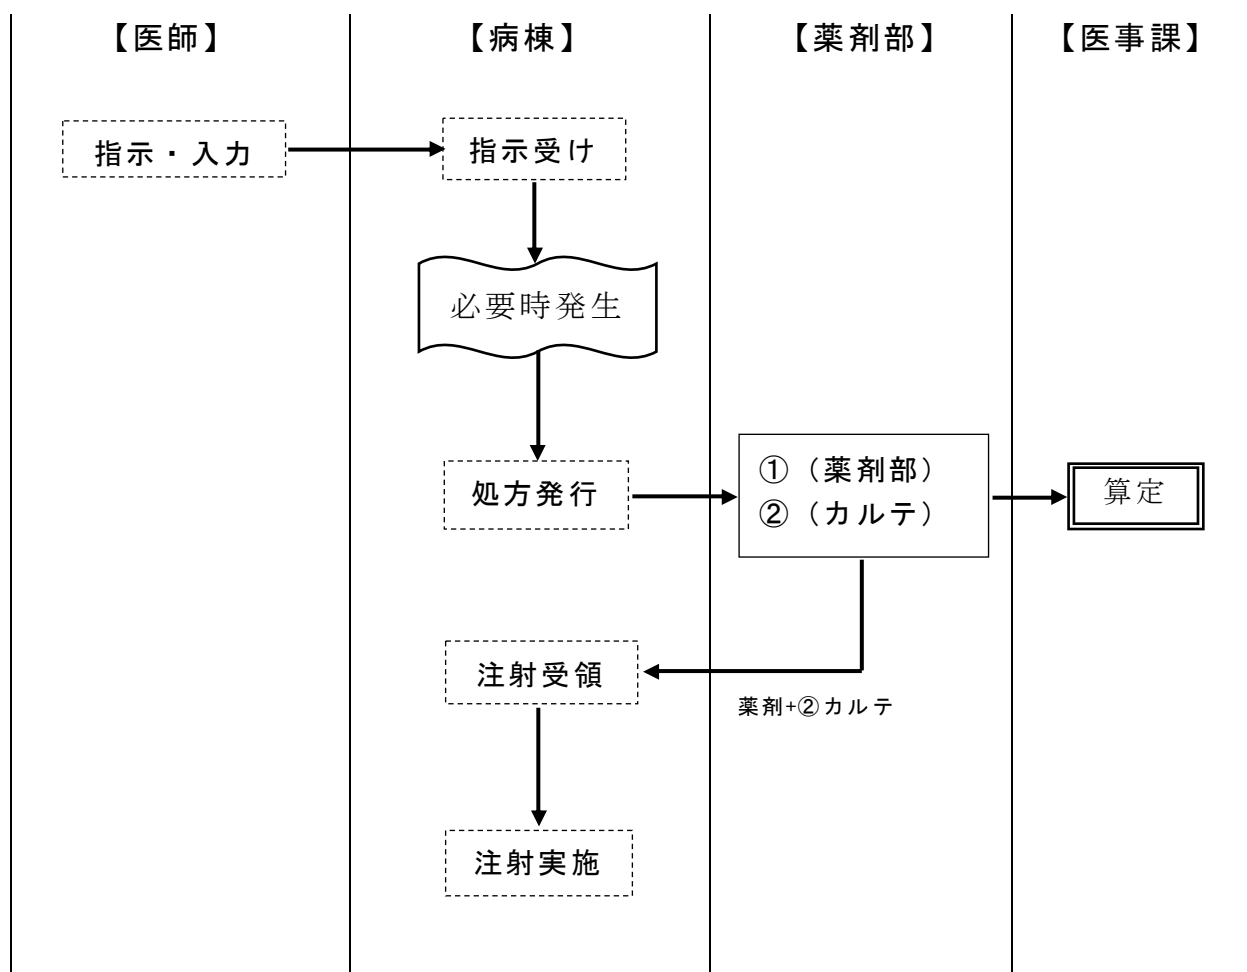 【医師】
【病棟】
【薬剤部】
【医事課】
指示・入力
指示受け
必要時発生
処方発行
①（薬剤部）
②（カルテ）
算定
注射受領
薬剤+②カルテ
注射実施